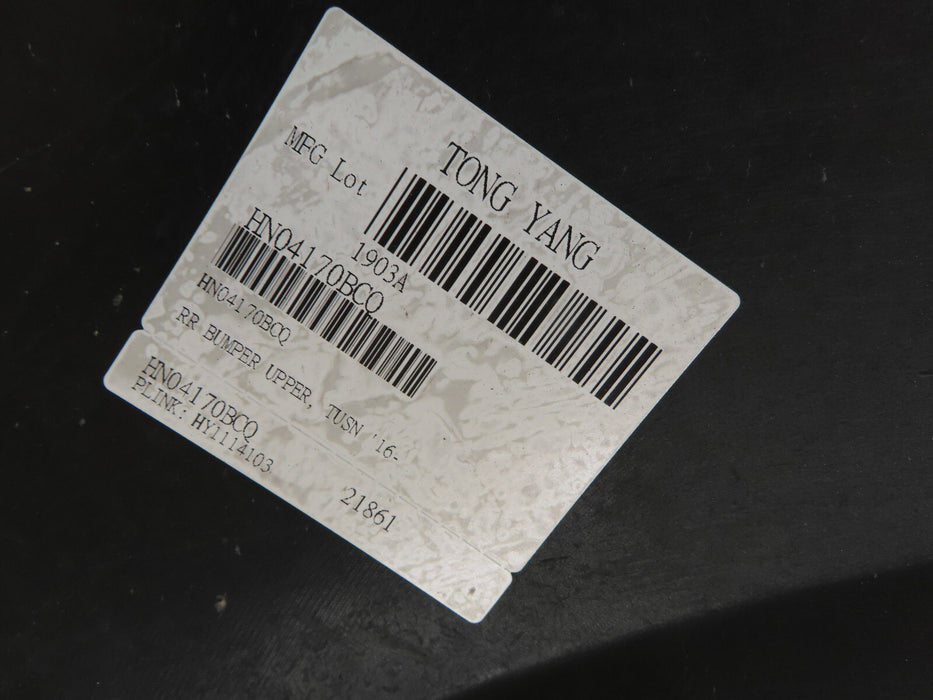 TONG YANG
MFG Lot
1903A
HN04170BCQ
HN04170BCQ
RR BUMPER UPPER, TUSN '16-
HN04170BCQ
PLINK: HY1114103
21861